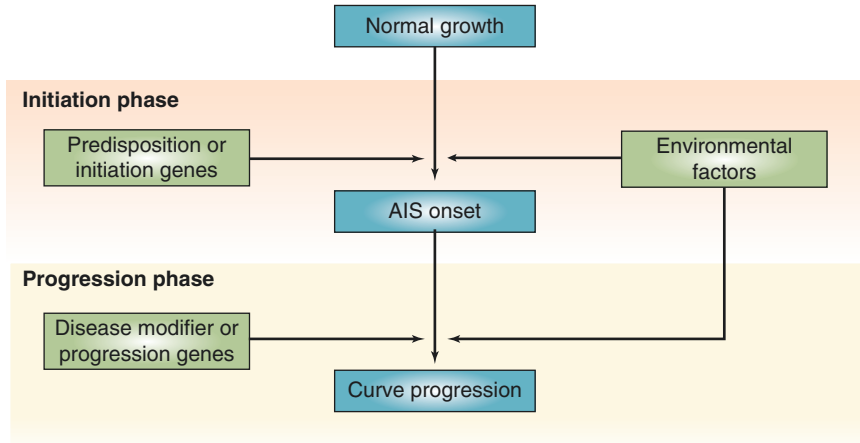 Normal growth
Initiation phase
Predisposition or
initiation genes
Environmental
factors
AIS onset
Progression phase
Disease modifier or
progression genes
Curve progression